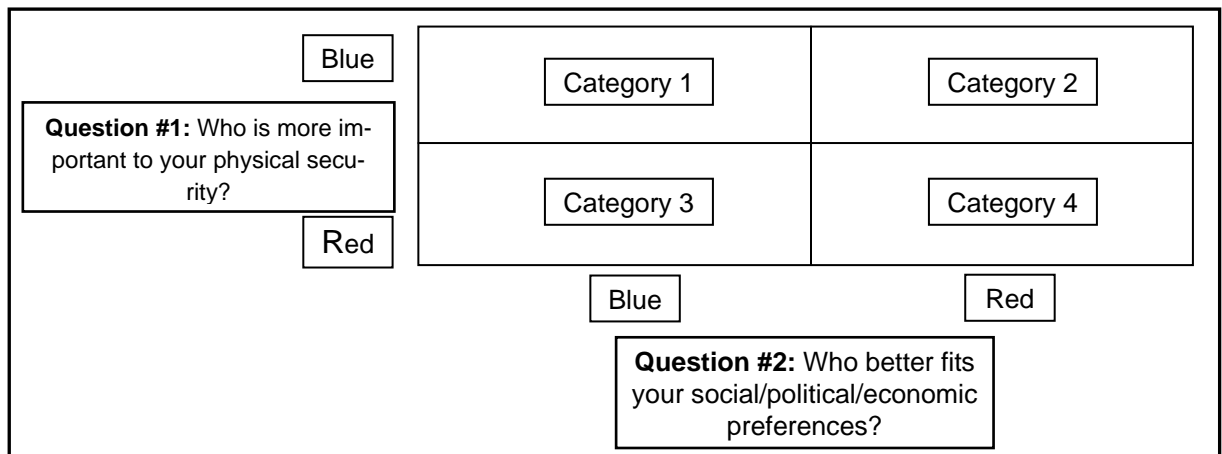 Blue
Category 1
Category 2
Question #1: Who is more im-
portant to your physical secu-
rity?
Category 3
Category 4
Red
Blue
Red
Question #2: Who better fits
your social/political/economic
preferences?